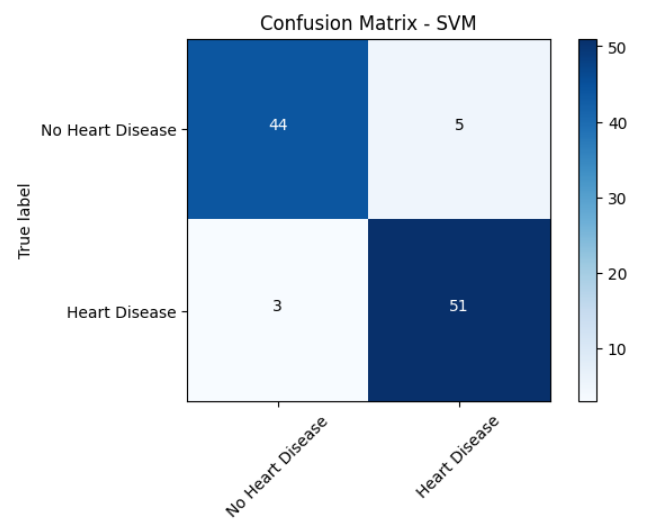 Confusion Matrix - SVM
50
40
30
20
10
True label
No Heart Disease
44
5
Heart Disease
3
51
No Heart Disease
Heart Disease